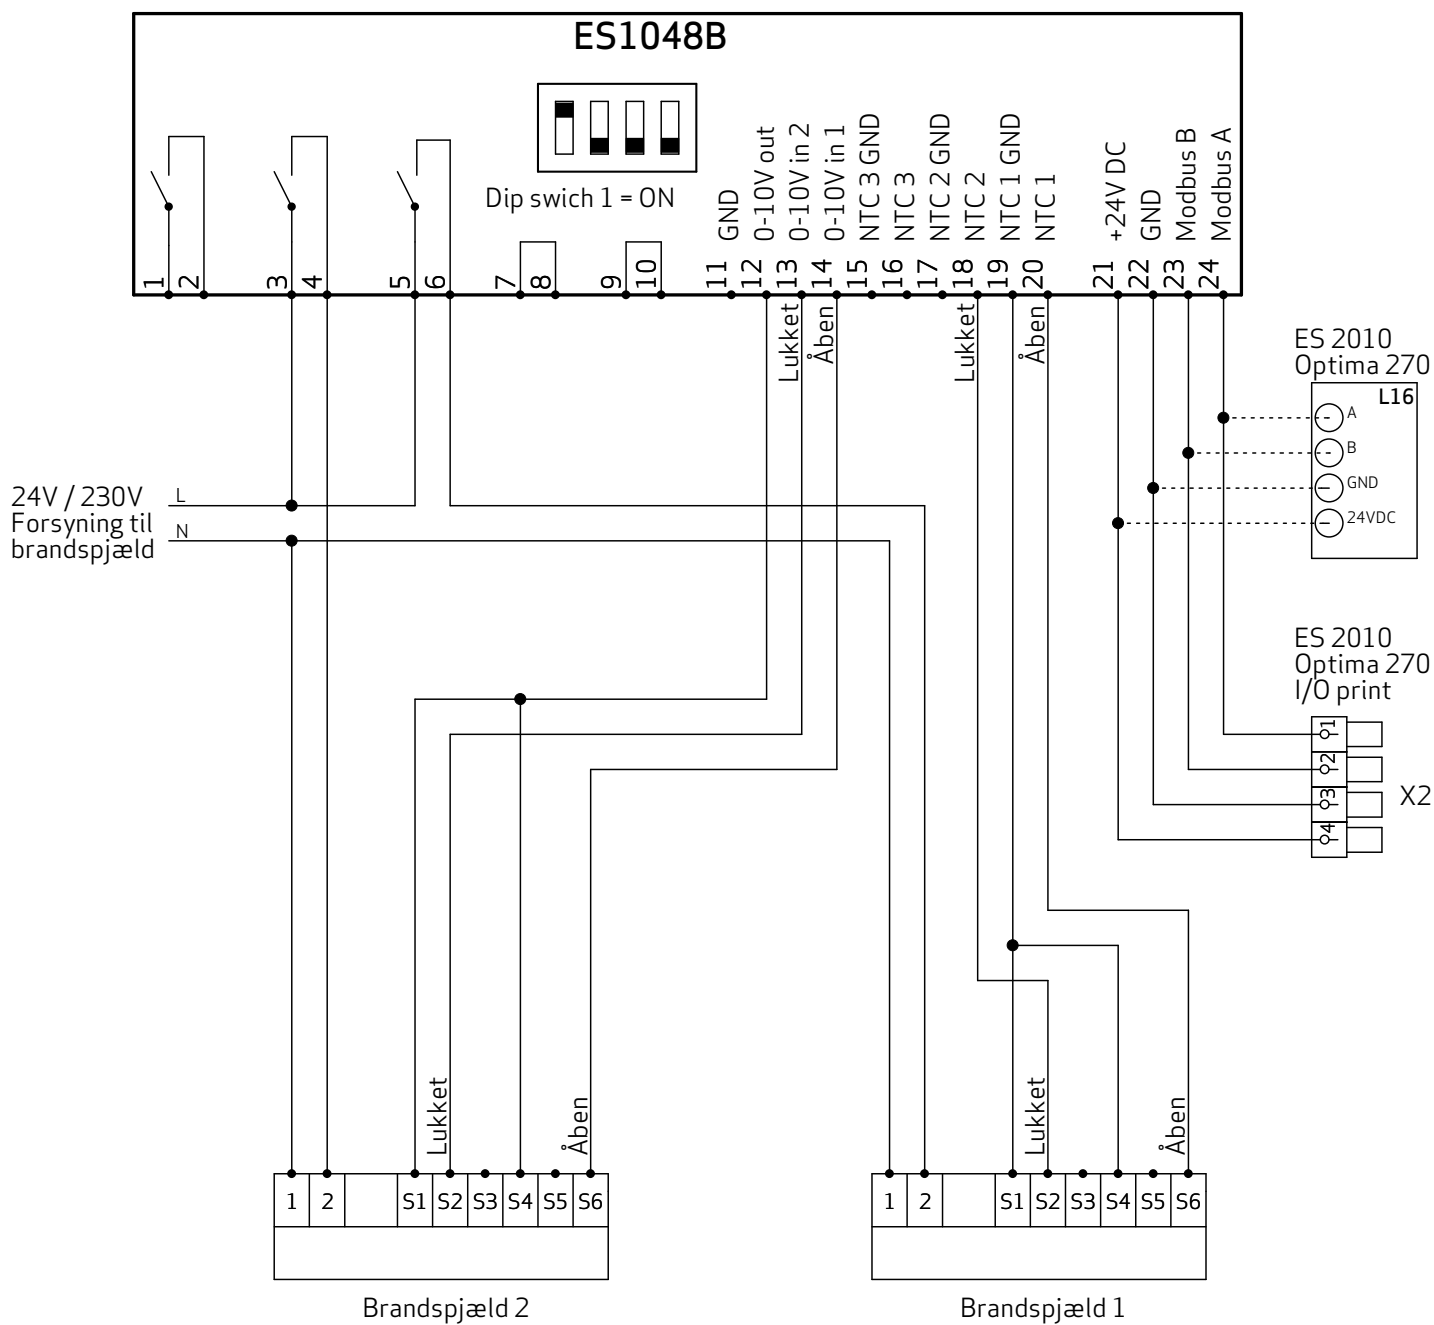 ES1048B
Dip swich 1 = ON
GND
0-10V out
0-10V in 2
0-10V in 1
NTC 3 GND
NTC 3
NTC 2 GND
NTC 2
NTC 1 GND
NTC 1
+24V DC
GND
Modbus B
Modbus A
1
2
3
4
5
6
7
8
9
10
11
12
13
14
15
16
17
18
19
20
21
22
23
24
Lukket
Åben
Lukket
Åben
ES 2010
Optima 270
L16
A
B
GND
24VDC
24V / 230V
Forsyning til
brandspjæld
L
N
ES 2010
Optima 270
I/O print
1
2
3
4
X2
Lukket
Åben
Lukket
Åben
1 2 S1 S2 S3 S4 S5 S6
1 2 S1 S2 S3 S4 S5 S6
Brandspjæld 2
Brandspjæld 1